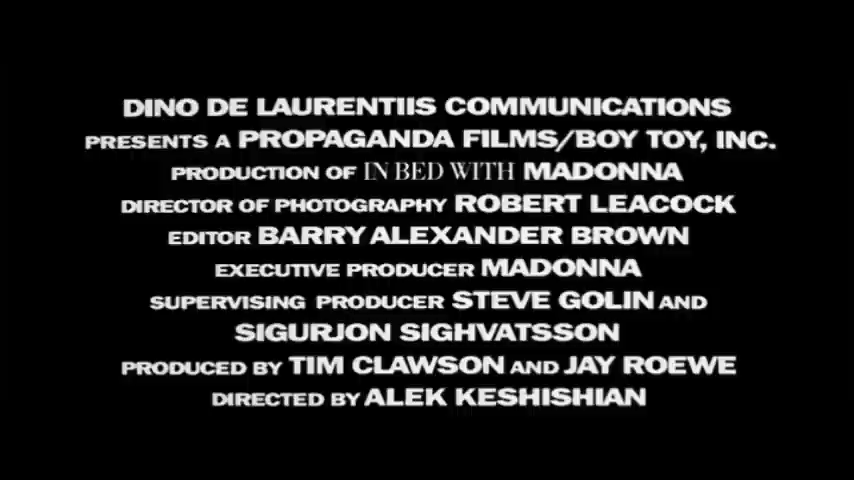 DINO DE LAURENTIIS COMMUNICATIONS
PRESENTS A PROPAGANDA FILMS/BOY TOY, INC.
PRODUCTION OF IN BED WITH MADONNA
DIRECTOR OF PHOTOGRAPHY ROBERT LEACOCK
EDITOR BARRY ALEXANDER BROWN
EXECUTIVE PRODUCER MADONNA
SUPERVISING PRODUCER STEVE GOLIN AND
SIGURJON SIGHVATSSON
PRODUCED BY TIM CLAWSON AND JAY ROEWE
DIRECTED BY ALEK KESHISHIAN